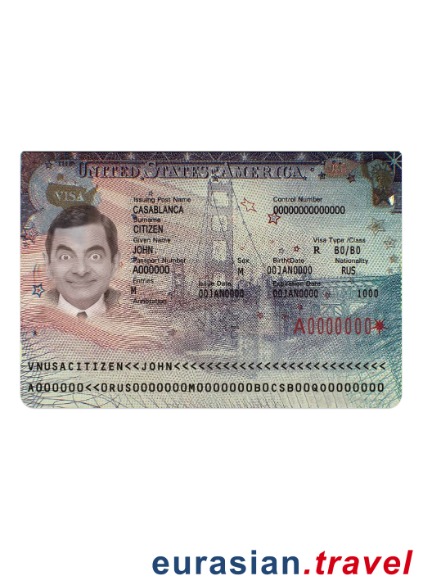 THE
UNITED STATES OF AMERICA
VISA
Issuing Post Name
CASABLANCA
Control Number
00000000000000
Surname
CITIZEN
Given Name
JOHN
Visa Type /Class
R B0/B0
Passport Number
A000000
Sex
M
BirthDate
00JAN0000
Nationality
RUS
Entries
M
Issue Date
00JAN0000
Expiration Date
00JAN0000
1000
Annotation
A0000000★
VNUSACITIZEN<<JOHN<<<<<<<<<<<<<<<<<<<<<<<<<<
A000000<<0RUS0000000M0000000B0CSB00Q00000000
eurasian.travel